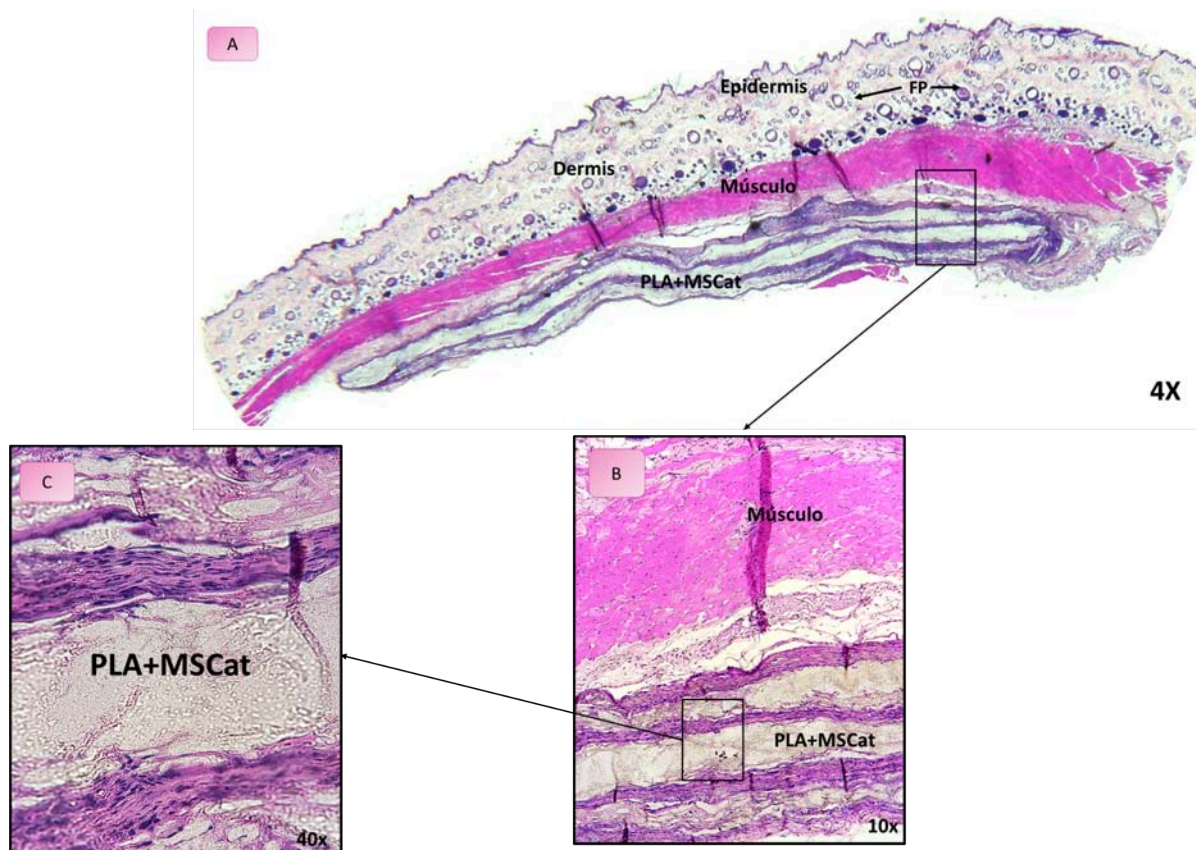 A
Epidermis
FP
Dermis
Músculo
PLA+MSCat
4X
C
PLA+MSCat
40x
B
Músculo
PLA+MSCat
10x